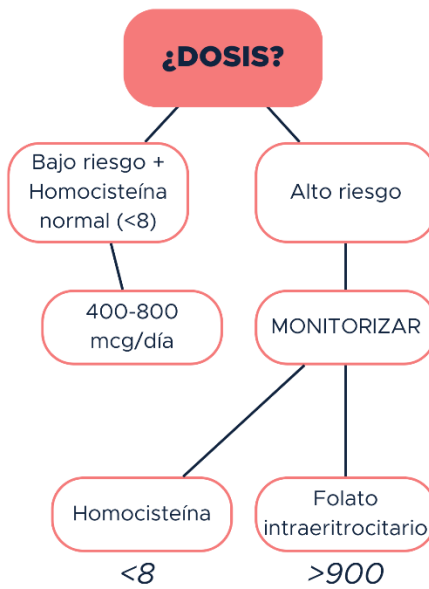 ¿DOSIS?
Bajo riesgo +
Homocisteína
normal (<8)
Alto riesgo
400-800
mcg/día
MONITORIZAR
Homocisteína
Folato
intraeritrocitario
<8
>900